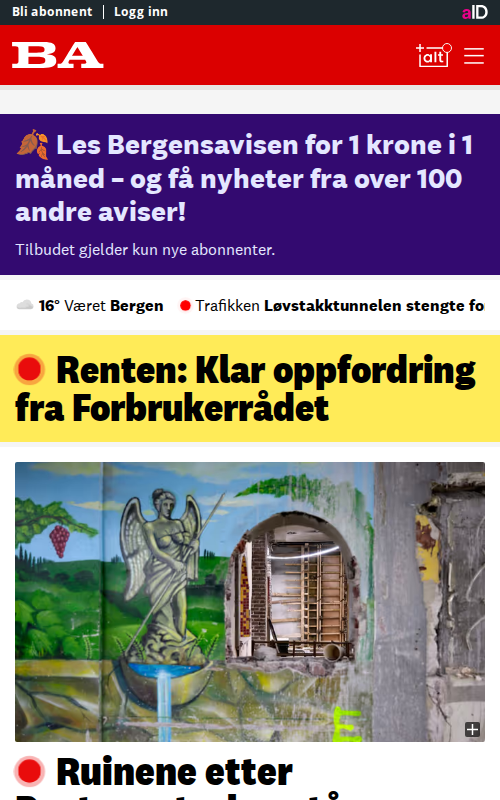 Bli abonnent
Logg inn
aID
BA
alt
🍂 Les Bergensavisen for 1 krone i 1
måned – og få nyheter fra over 100
andre aviser!
Tilbudet gjelder kun nye abonnenter.
16° Været Bergen
Trafikken Løvstakktunnelen stengte
Renten: Klar oppfordring
fra Forbrukerrådet
E
Ruinene etter